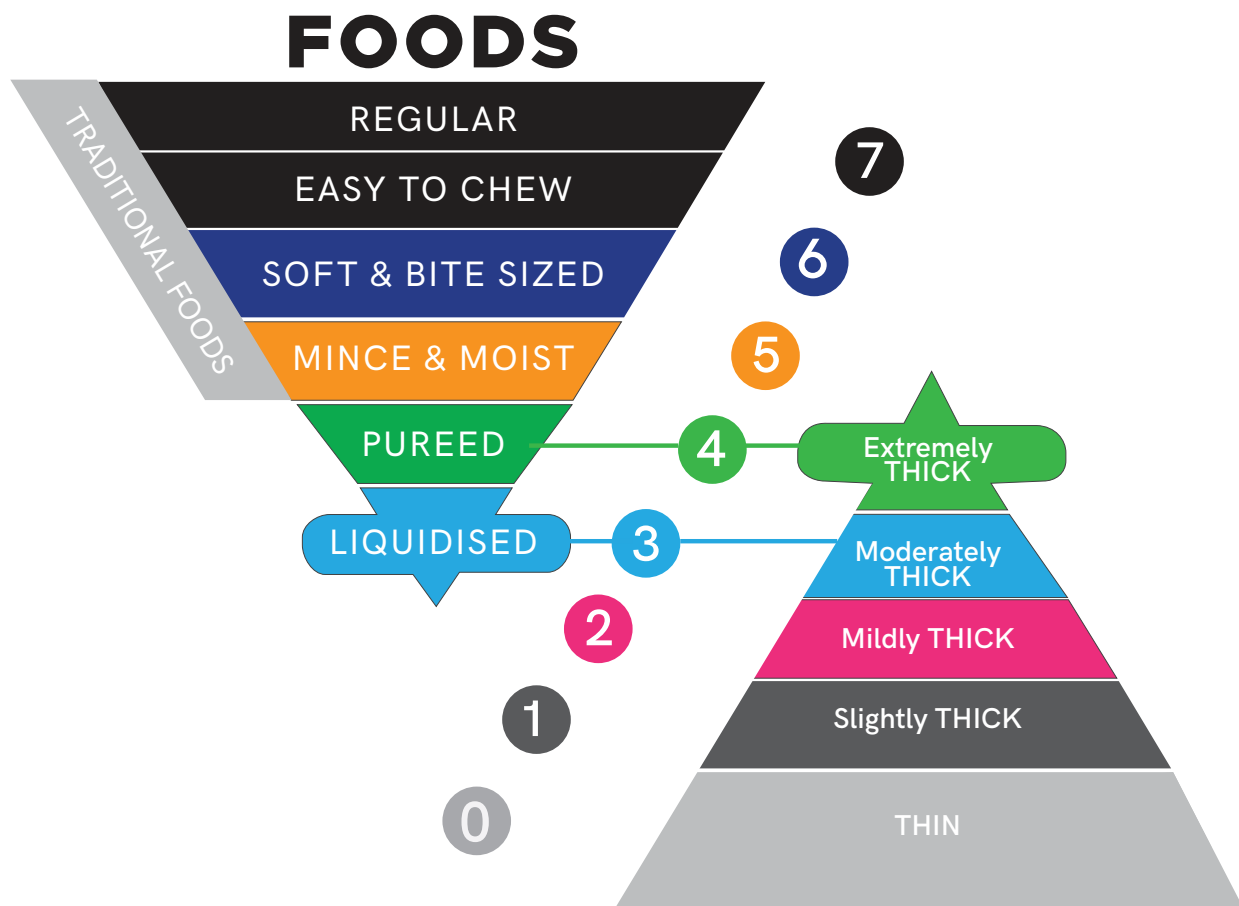 FOODS
TRADITIONAL FOODS
REGULAR
EASY TO CHEW
SOFT & BITE SIZED
MINCE & MOIST
PUREED
LIQUIDISED
7
6
5
4
3
2
1
0
Extremely
THICK
Moderately
THICK
Mildly THICK
Slightly THICK
THIN